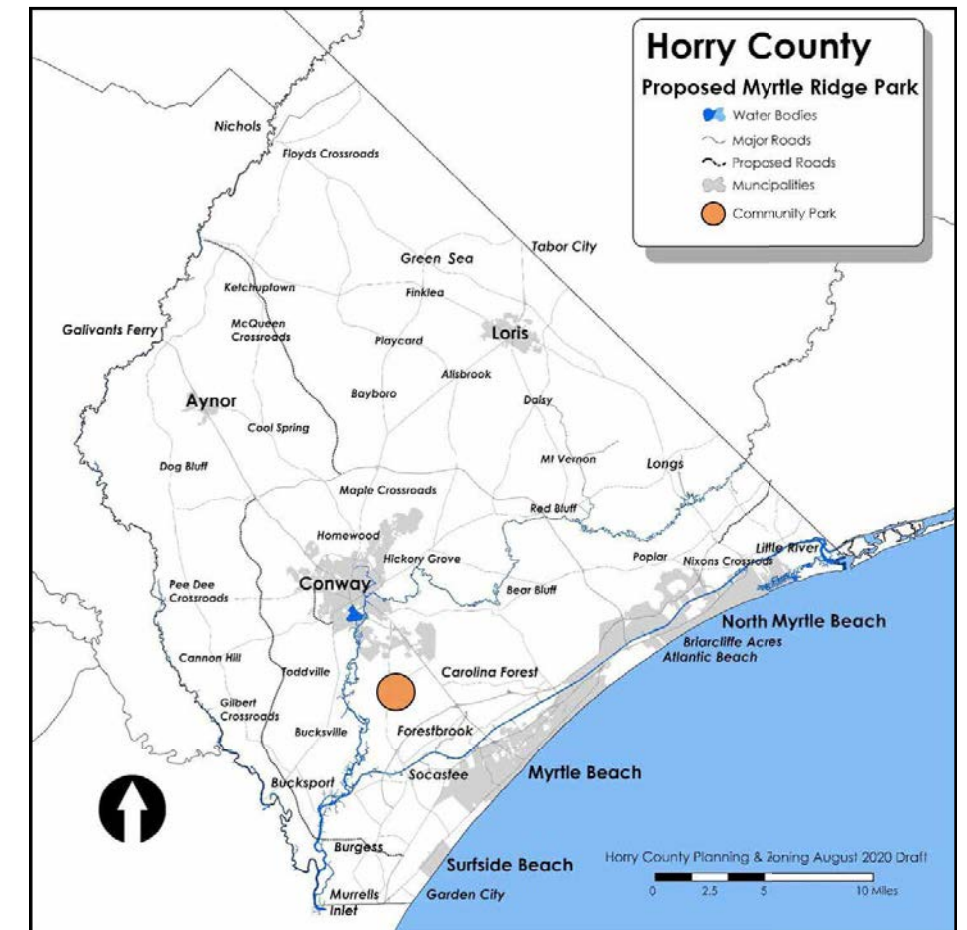 Horry County
Proposed Myrtle Ridge Park
Water Bodies
Major Roads
Proposed Roads
Muncipalities
Community Park
Nichols
Floyds Crossroads
Green Sea
Tabor City
Ketchuptown
Finklea
Galivants Ferry
McQueen
Crossroads
Playcard
Loris
Allsbrook
Aynor
Bayboro
Daisy
Cool Spring
Dog Bluff
Mt Vernon
Longs
Maple Crossroads
Red Bluff
Homewood
Hickory Grove
Poplar
Nixons Crossroads
Little River
Conway
Pee Dee
Crossroads
Bear Bluff
North Myrtle Beach
Briarcliffe Acres
Atlantic Beach
Cannon Hill
Toddville
Carolina Forest
Gilbert
Crossroads
Bucksville
Forestbrook
Bucksport
Socastee
Myrtle Beach
Burgess
Surfside Beach
Horry County Planning & Zoning August 2020 Draft
0 2.5 5 10 Miles
Murrells
Inlet
Garden City